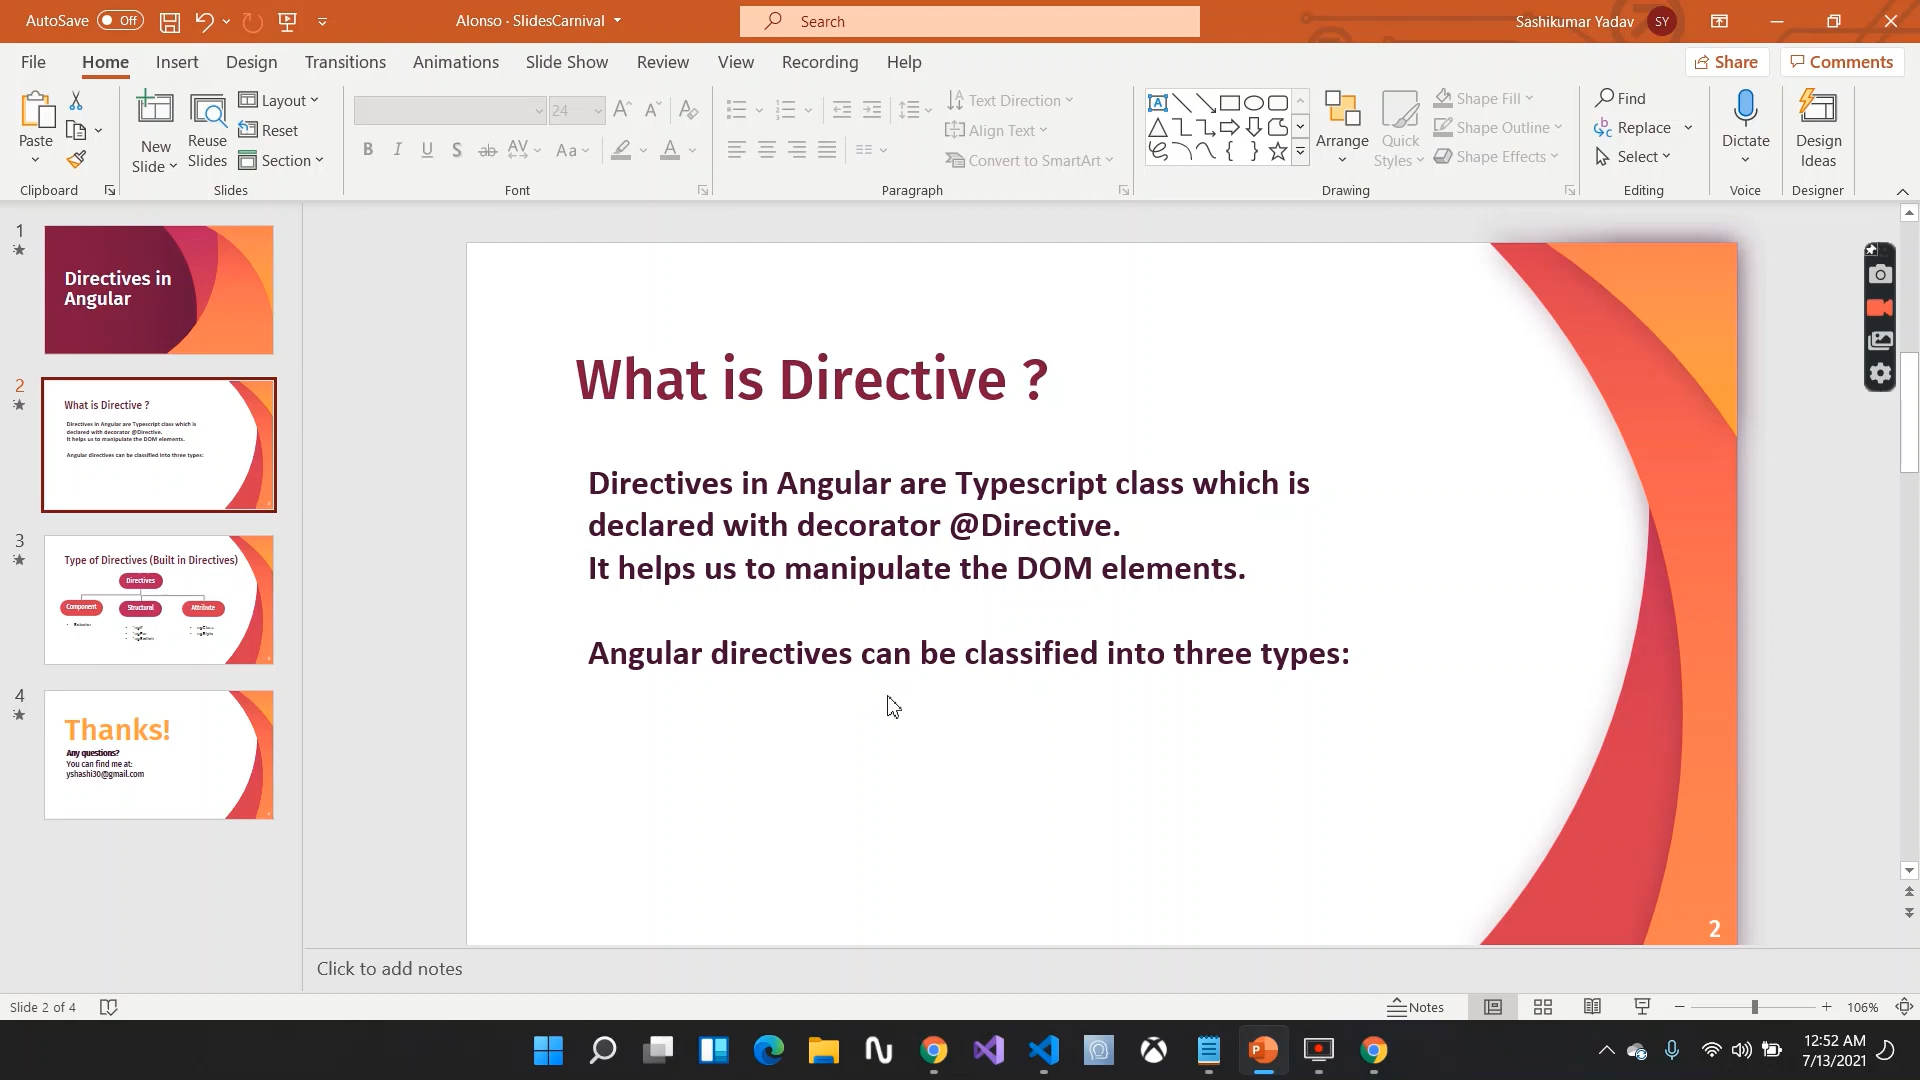 AutoSave Off
Alonso - SlidesCarnival
Search
Sashikumar Yadav SY
File Home Insert Design Transitions Animations Slide Show Review View Recording Help
Share Comments
Paste
Clipboard
New Slide
Reuse Slides
Layout
Reset
Section
Slides
24
Font
Text Direction
Align Text
Convert to SmartArt
Paragraph
Arrange
Quick Styles
Shape Fill
Shape Outline
Shape Effects
Drawing
Find
Replace
Select
Editing
Dictate
Voice
Design Ideas
Designer
1
Directives in
Angular
2
What is Directive ?
Directives in Angular are Typescript class which is
declared with decorator @Directive.
It helps us to manipulate the DOM elements.
Angular directives can be classified into three types:
3
Type of Directives (Built in Directives)
Directives
Component Structural Attribute
4
Thanks!
Any questions?
You can find me at:
yshashi30@gmail.com
What is Directive ?
Directives in Angular are Typescript class which is
declared with decorator @Directive.
It helps us to manipulate the DOM elements.
Angular directives can be classified into three types:
2
Click to add notes
Slide 2 of 4
Notes
106%
12:52 AM
7/13/2021